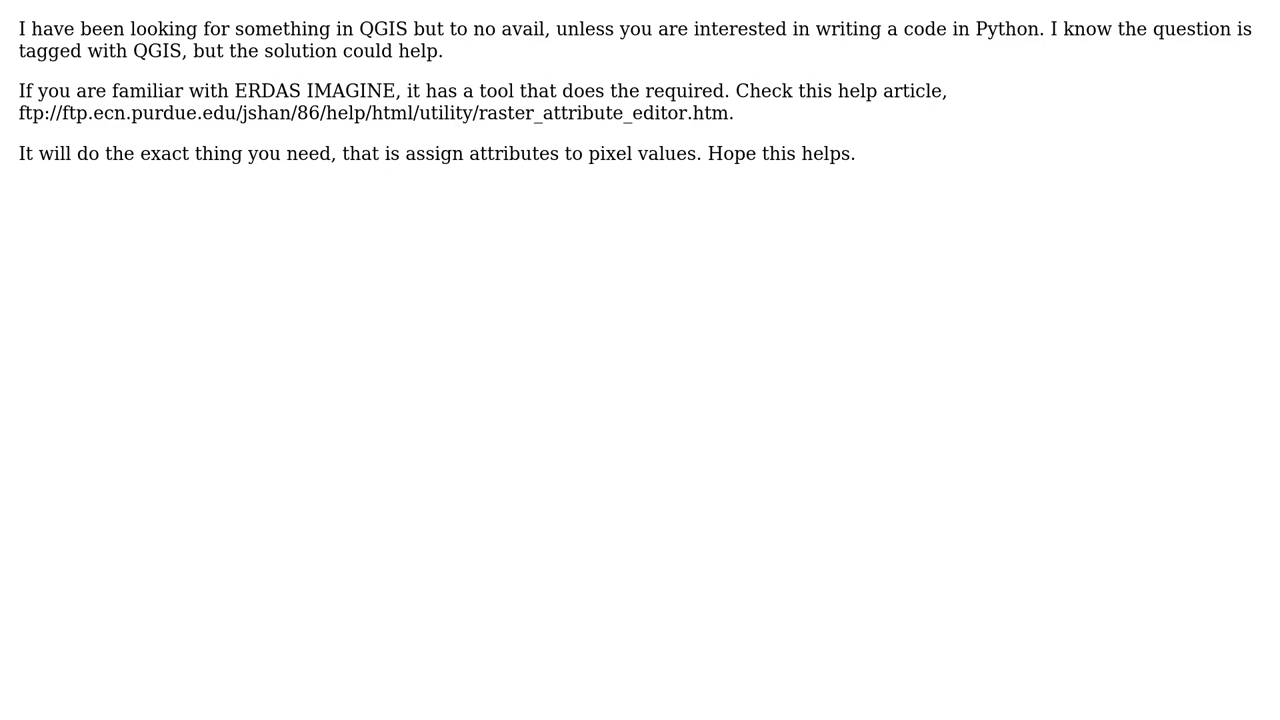 I have been looking for something in QGIS but to no avail, unless you are interested in writing a code in Python. I know the question is
tagged with QGIS, but the solution could help.
If you are familiar with ERDAS IMAGINE, it has a tool that does the required. Check this help article,
ftp://ftp.ecn.purdue.edu/jshan/86/help/html/utility/raster_attribute_editor.htm.
It will do the exact thing you need, that is assign attributes to pixel values. Hope this helps.